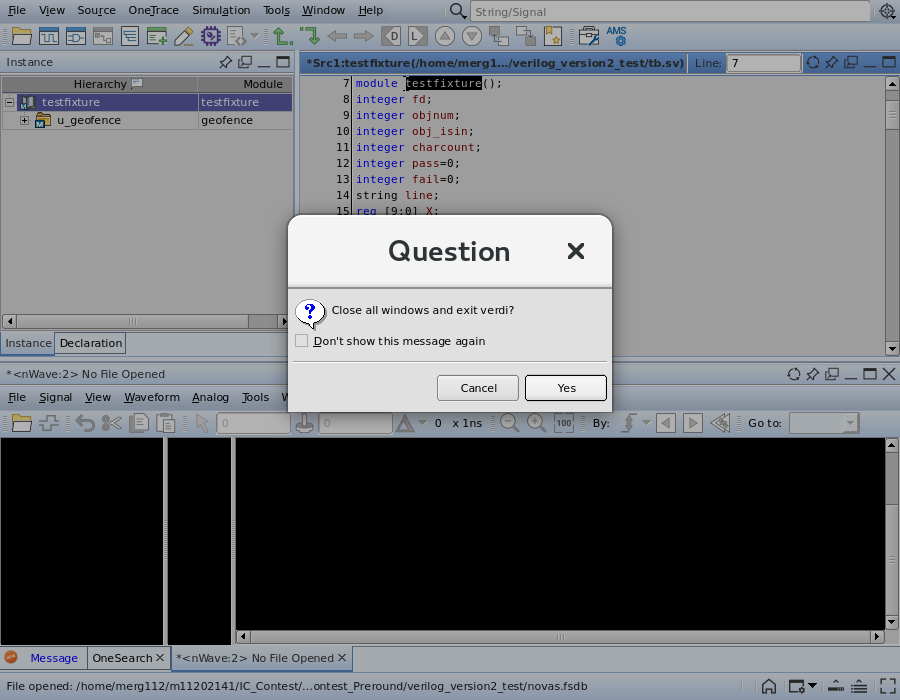 File View Source OneTrace Simulation Tools Window Help String/Signal
D L AMS
Instance
*Src1:testfixture(/home/merg1.../verilog_version2_test/tb.sv) Line: 7
Hierarchy Module
testfixture testfixture
u_geofence geofence
7 module testfixture();
8 integer fd;
9 integer objnum;
10 integer obj_isin;
11 integer charcount;
12 integer pass=0;
13 integer fail=0;
14 string line;
15 reg [9:0] X;
Question
Close all windows and exit verdi?
Don't show this message again
Cancel Yes
Instance Declaration
*<nWave:2> No File Opened
File Signal View Waveform Analog Tools W
0 0 0 x 1ns 100 By: Go to:
Message OneSearch *<nWave:2> No File Opened
File opened: /home/merg112/m11202141/IC_Contest/...ontest_Preround/verilog_version2_test/novas.fsdb